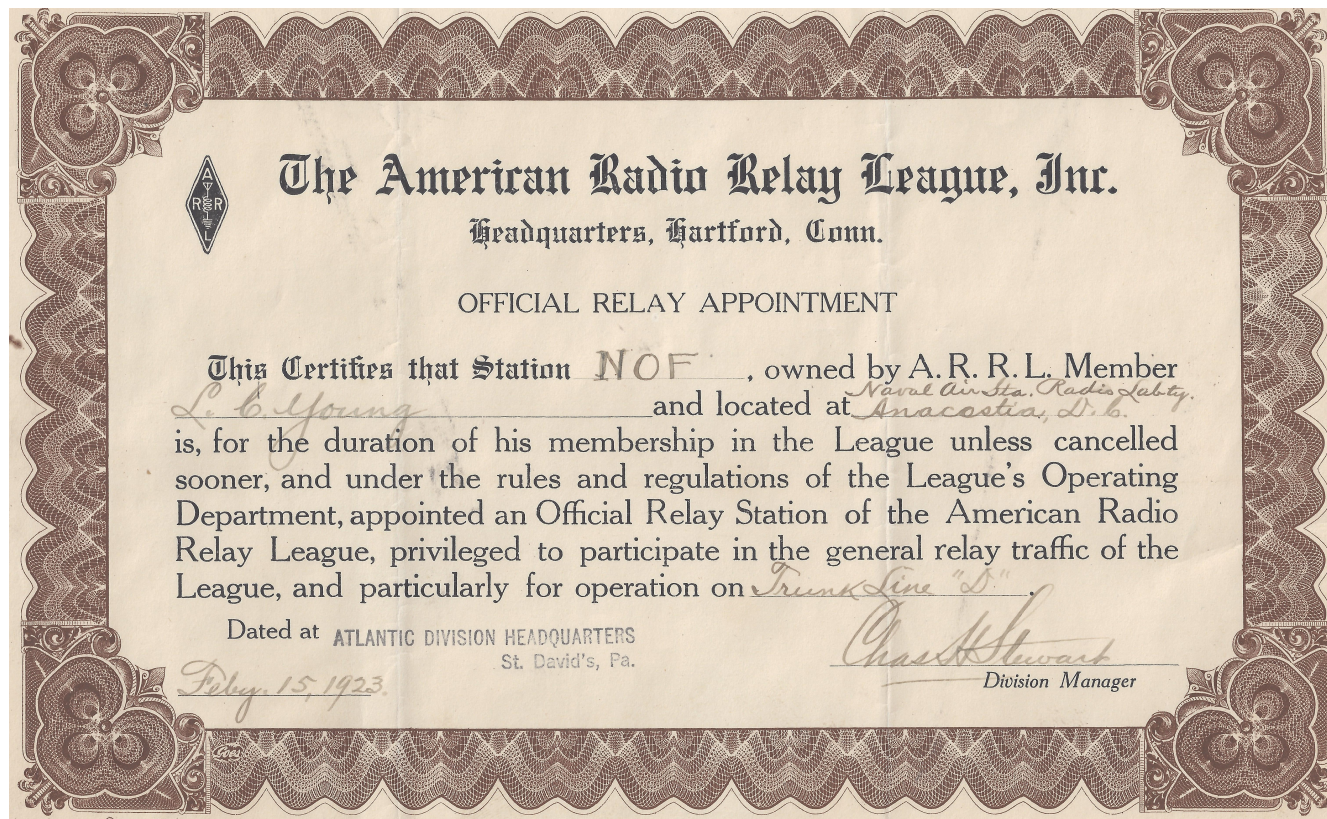 The American Radio Relay League, Inc.
A
R R
L
Headquarters, Hartford, Conn.
OFFICIAL RELAY APPOINTMENT
This Certifies that Station NOF, owned by A. R. R. L. Member
Naval Air Sta. Radio Labty.
L. C. Young and located at Anacostia, D. C.
is, for the duration of his membership in the League unless cancelled
sooner, and under the rules and regulations of the League's Operating
Department, appointed an Official Relay Station of the American Radio
Relay League, privileged to participate in the general relay traffic of the
League, and particularly for operation on Trunk Line "D".
Dated at ATLANTIC DIVISION HEADQUARTERS
St. David's, Pa.
Chas H Stewart
Feby. 15, 1923.
Division Manager
Goes